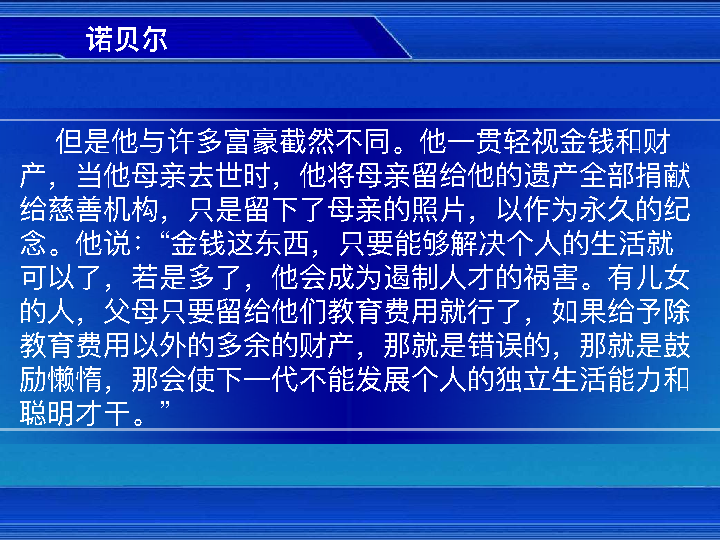 诺贝尔
但是他与许多富豪截然不同。他一贯轻视金钱和财
产，当他母亲去世时，他将母亲留给他的遗产全部捐献
给慈善机构，只是留下了母亲的照片，以作为永久的纪
念。他说：“金钱这东西，只要能够解决个人的生活就
可以了，若是多了，他会成为遏制人才的祸害。有儿女
的人，父母只要留给他们教育费用就行了，如果给予除
教育费用以外的多余的财产，那就是错误的，那就是鼓
励懒惰，那会使下一代不能发展个人的独立生活能力和
聪明才干。”